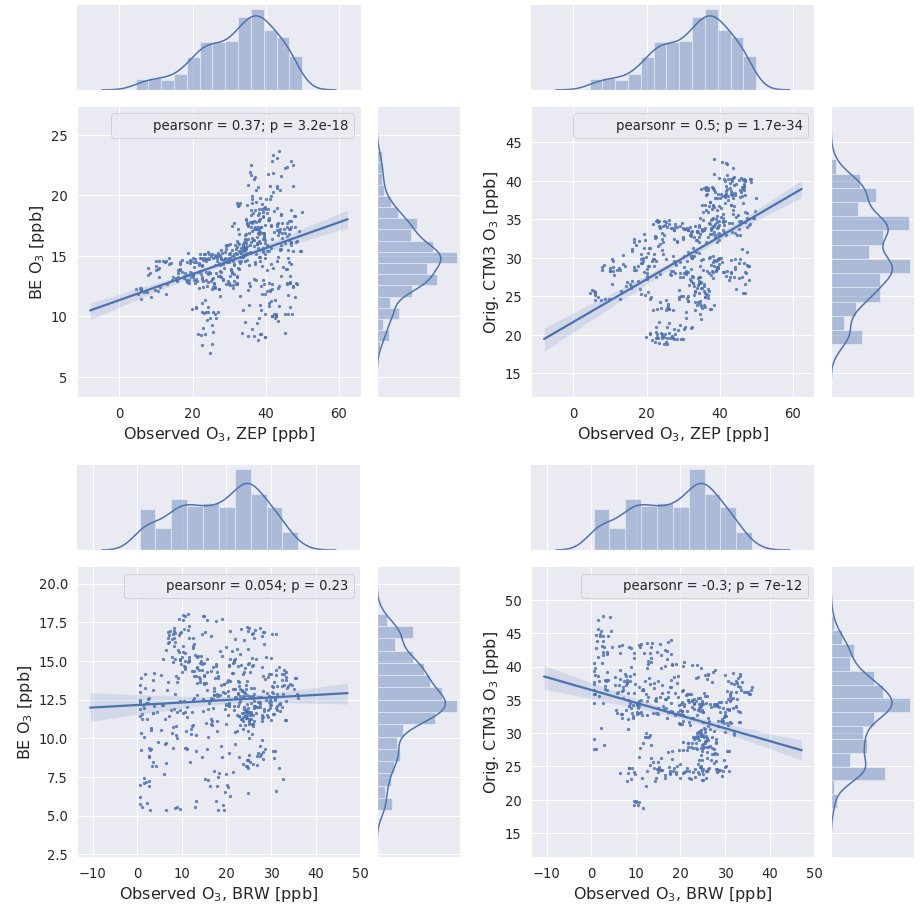 pearsonr = 0.37; p = 3.2e-18
25
20
15
10
5
BE O₃ [ppb]
0 20 40 60
Observed O₃, ZEP [ppb]
pearsonr = 0.5; p = 1.7e-34
45
40
35
30
25
20
15
Orig. CTM3 O₃ [ppb]
0 20 40 60
Observed O₃, ZEP [ppb]
pearsonr = 0.054; p = 0.23
20.0
17.5
15.0
12.5
10.0
7.5
5.0
2.5
BE O₃ [ppb]
−10 0 10 20 30 40 50
Observed O₃, BRW [ppb]
pearsonr = -0.3; p = 7e-12
50
45
40
35
30
25
20
15
Orig. CTM3 O₃ [ppb]
−10 0 10 20 30 40 50
Observed O₃, BRW [ppb]